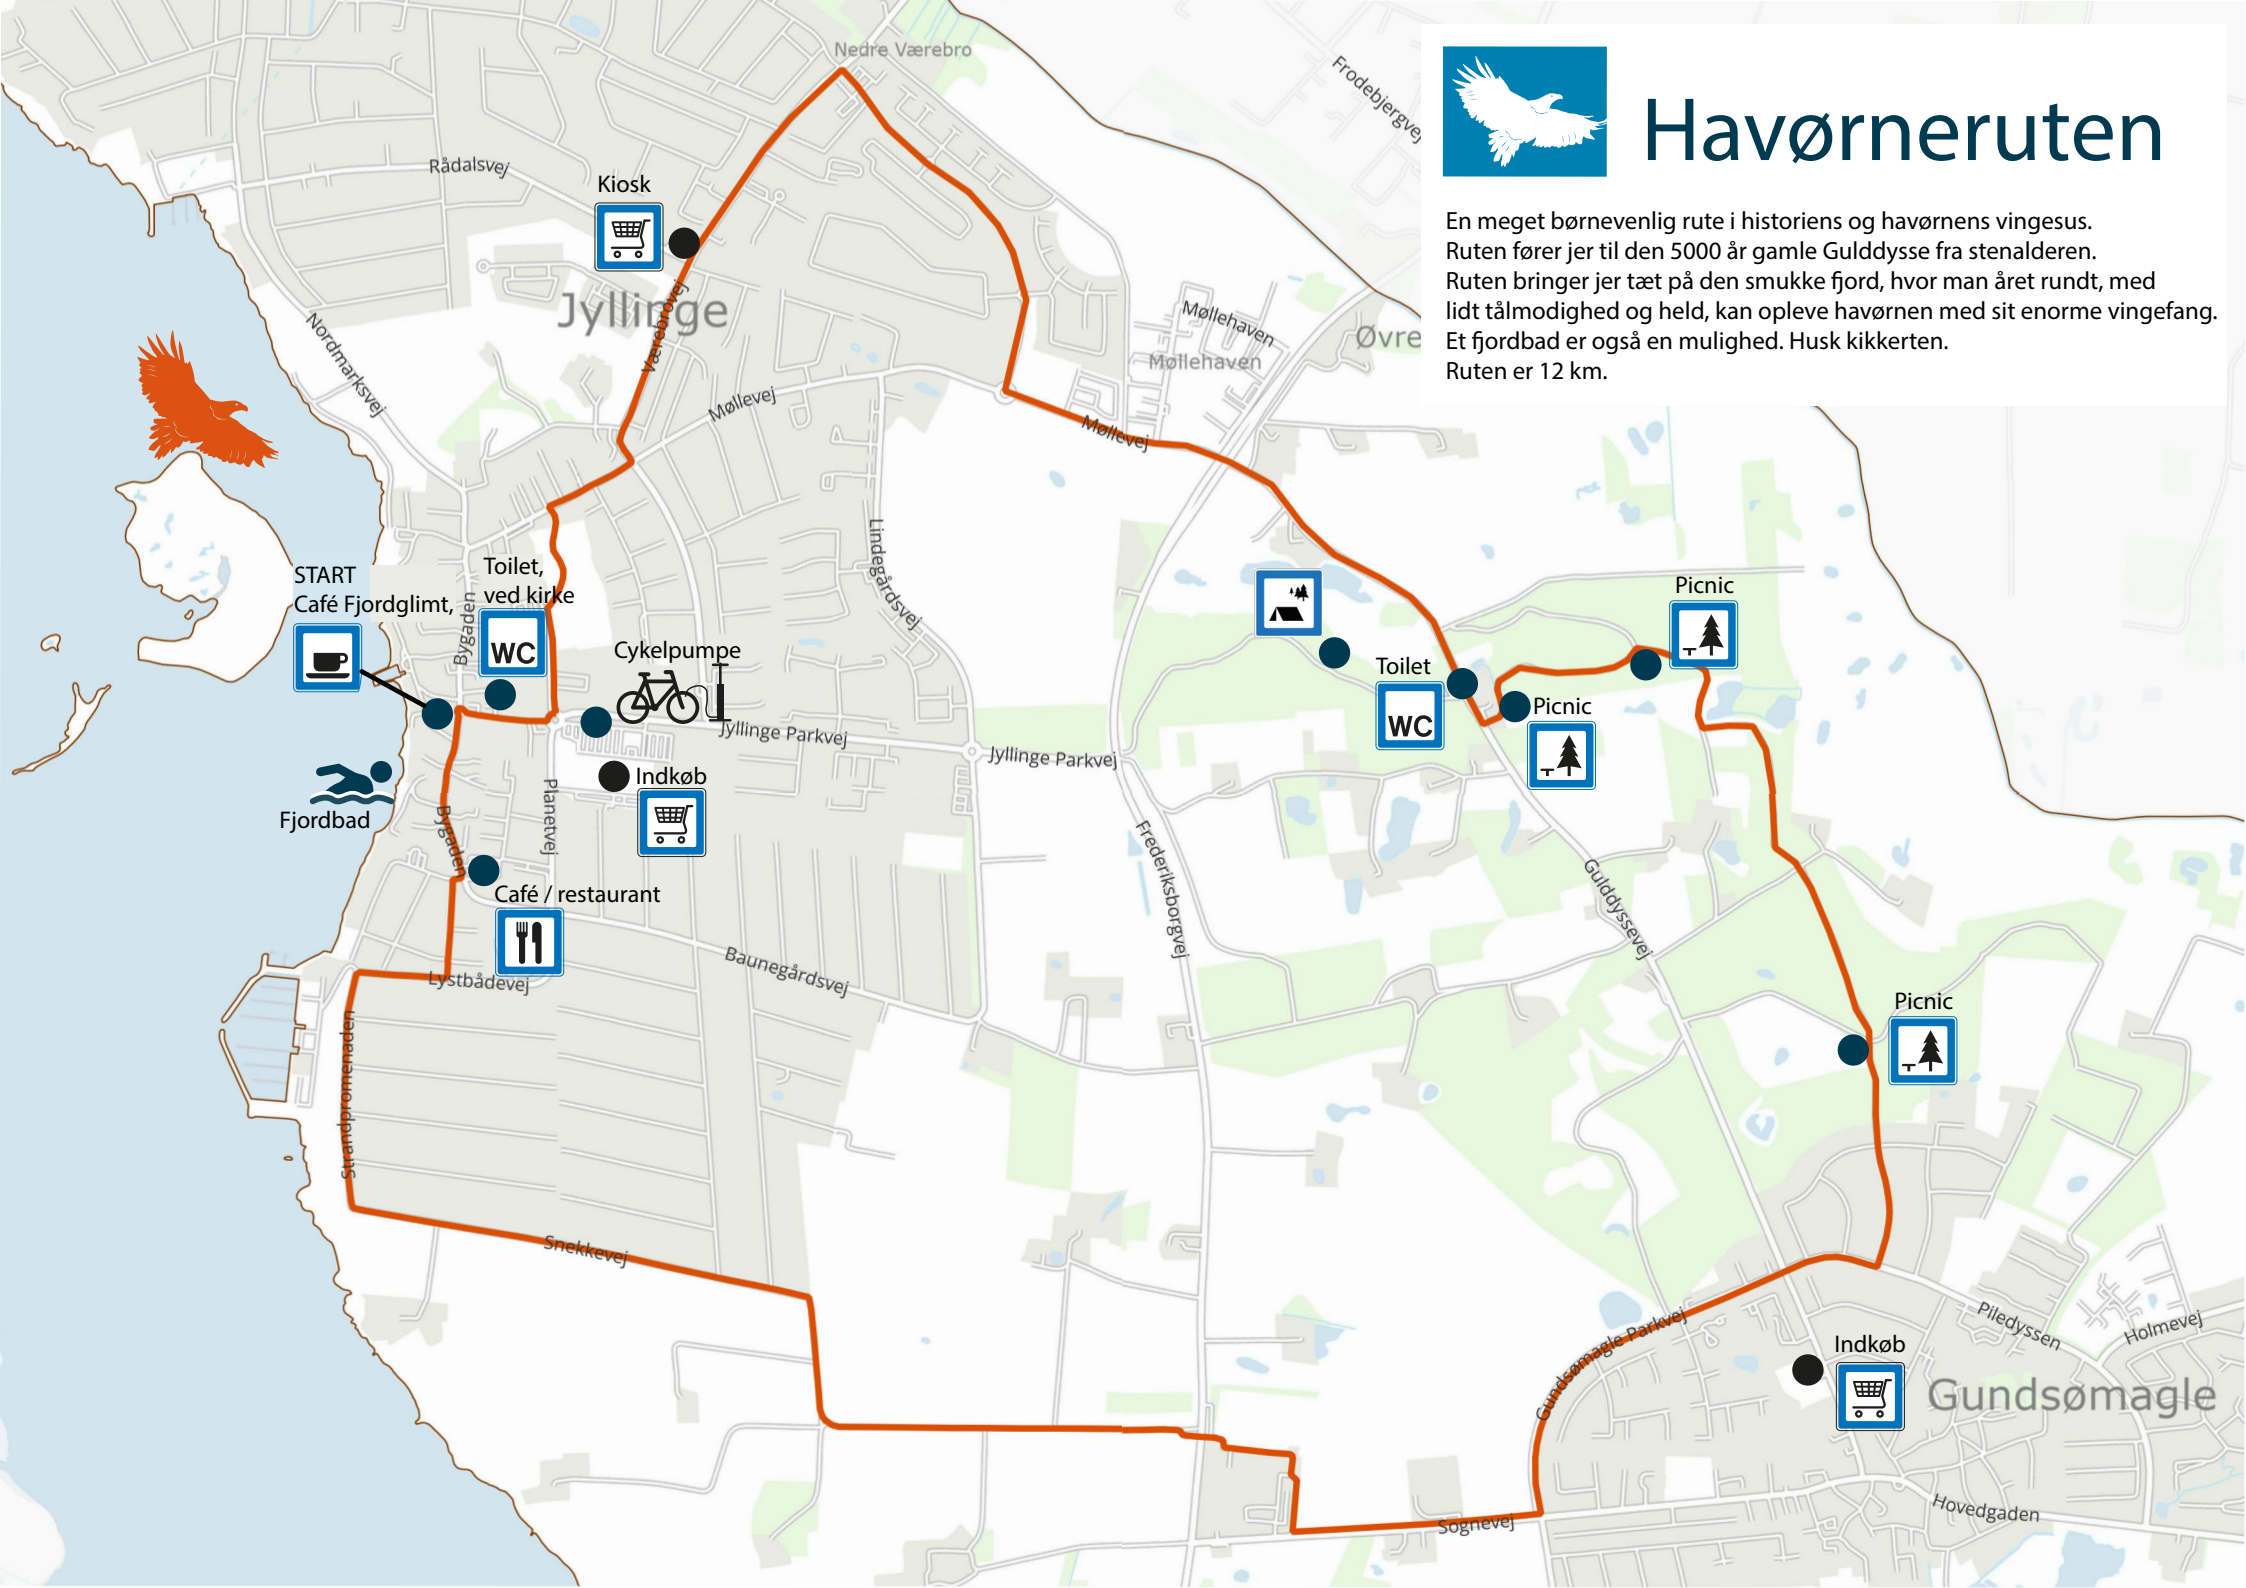 Havørneruten
En meget børnevenlig rute i historiens og havørnens vingesus.
Ruten fører jer til den 5000 år gamle Gulddysse fra stenalderen.
Ruten bringer jer tæt på den smukke fjord, hvor man året rundt, med
lidt tålmodighed og held, kan opleve havørnen med sit enorme vingefang.
Et fjordbad er også en mulighed. Husk kikkerten.
Ruten er 12 km.
Nedre Værebro
Frodebjergvej
Rådalsvej
Kiosk
Jyllinge
Værebrovej
Nordmarksvej
Møllehaven
Møllehaven
Øvre
Møllevej
Møllevej
Lindegårdsvej
START
Café Fjordglimt,
Toilet,
ved kirke
WC
Bygaden
Cykelpumpe
Jyllinge Parkvej
Jyllinge Parkvej
Toilet
WC
Picnic
Picnic
Indkøb
Planetvej
Fjordbad
Bygaden
Café / restaurant
Frederiksborgvej
Gulddyssevej
Baunegårdsvej
Lystbådevej
Strandpromenaden
Picnic
Snekkevej
Gundsømagle Parkvej
Piledyssen
Holmevej
Indkøb
Gundsømagle
Hovedgaden
Sognevej